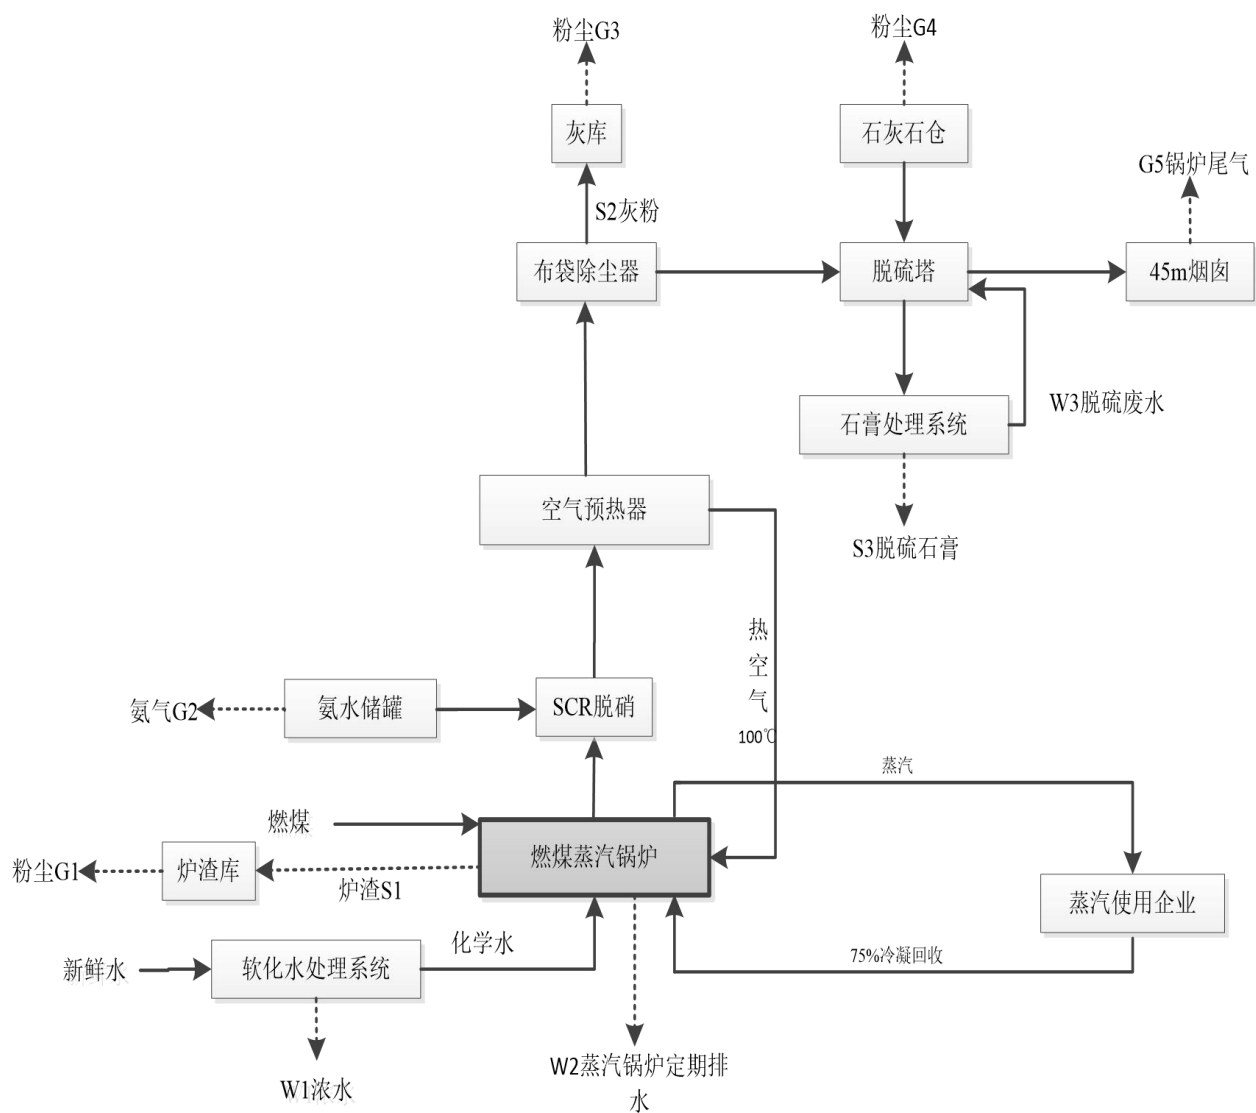 粉尘G3
粉尘G4
灰库
石灰石仓
G5锅炉尾气
S2灰粉
布袋除尘器
脱硫塔
45m烟囱
W3脱硫废水
石膏处理系统
空气预热器
S3脱硫石膏
热
空
气
100℃
氨气G2
氨水储罐
SCR脱硝
蒸汽
燃煤
燃煤蒸汽锅炉
粉尘G1
炉渣库
炉渣S1
蒸汽使用企业
化学水
75%冷凝回收
新鲜水
软化水处理系统
W2蒸汽锅炉定期排
水
W1浓水